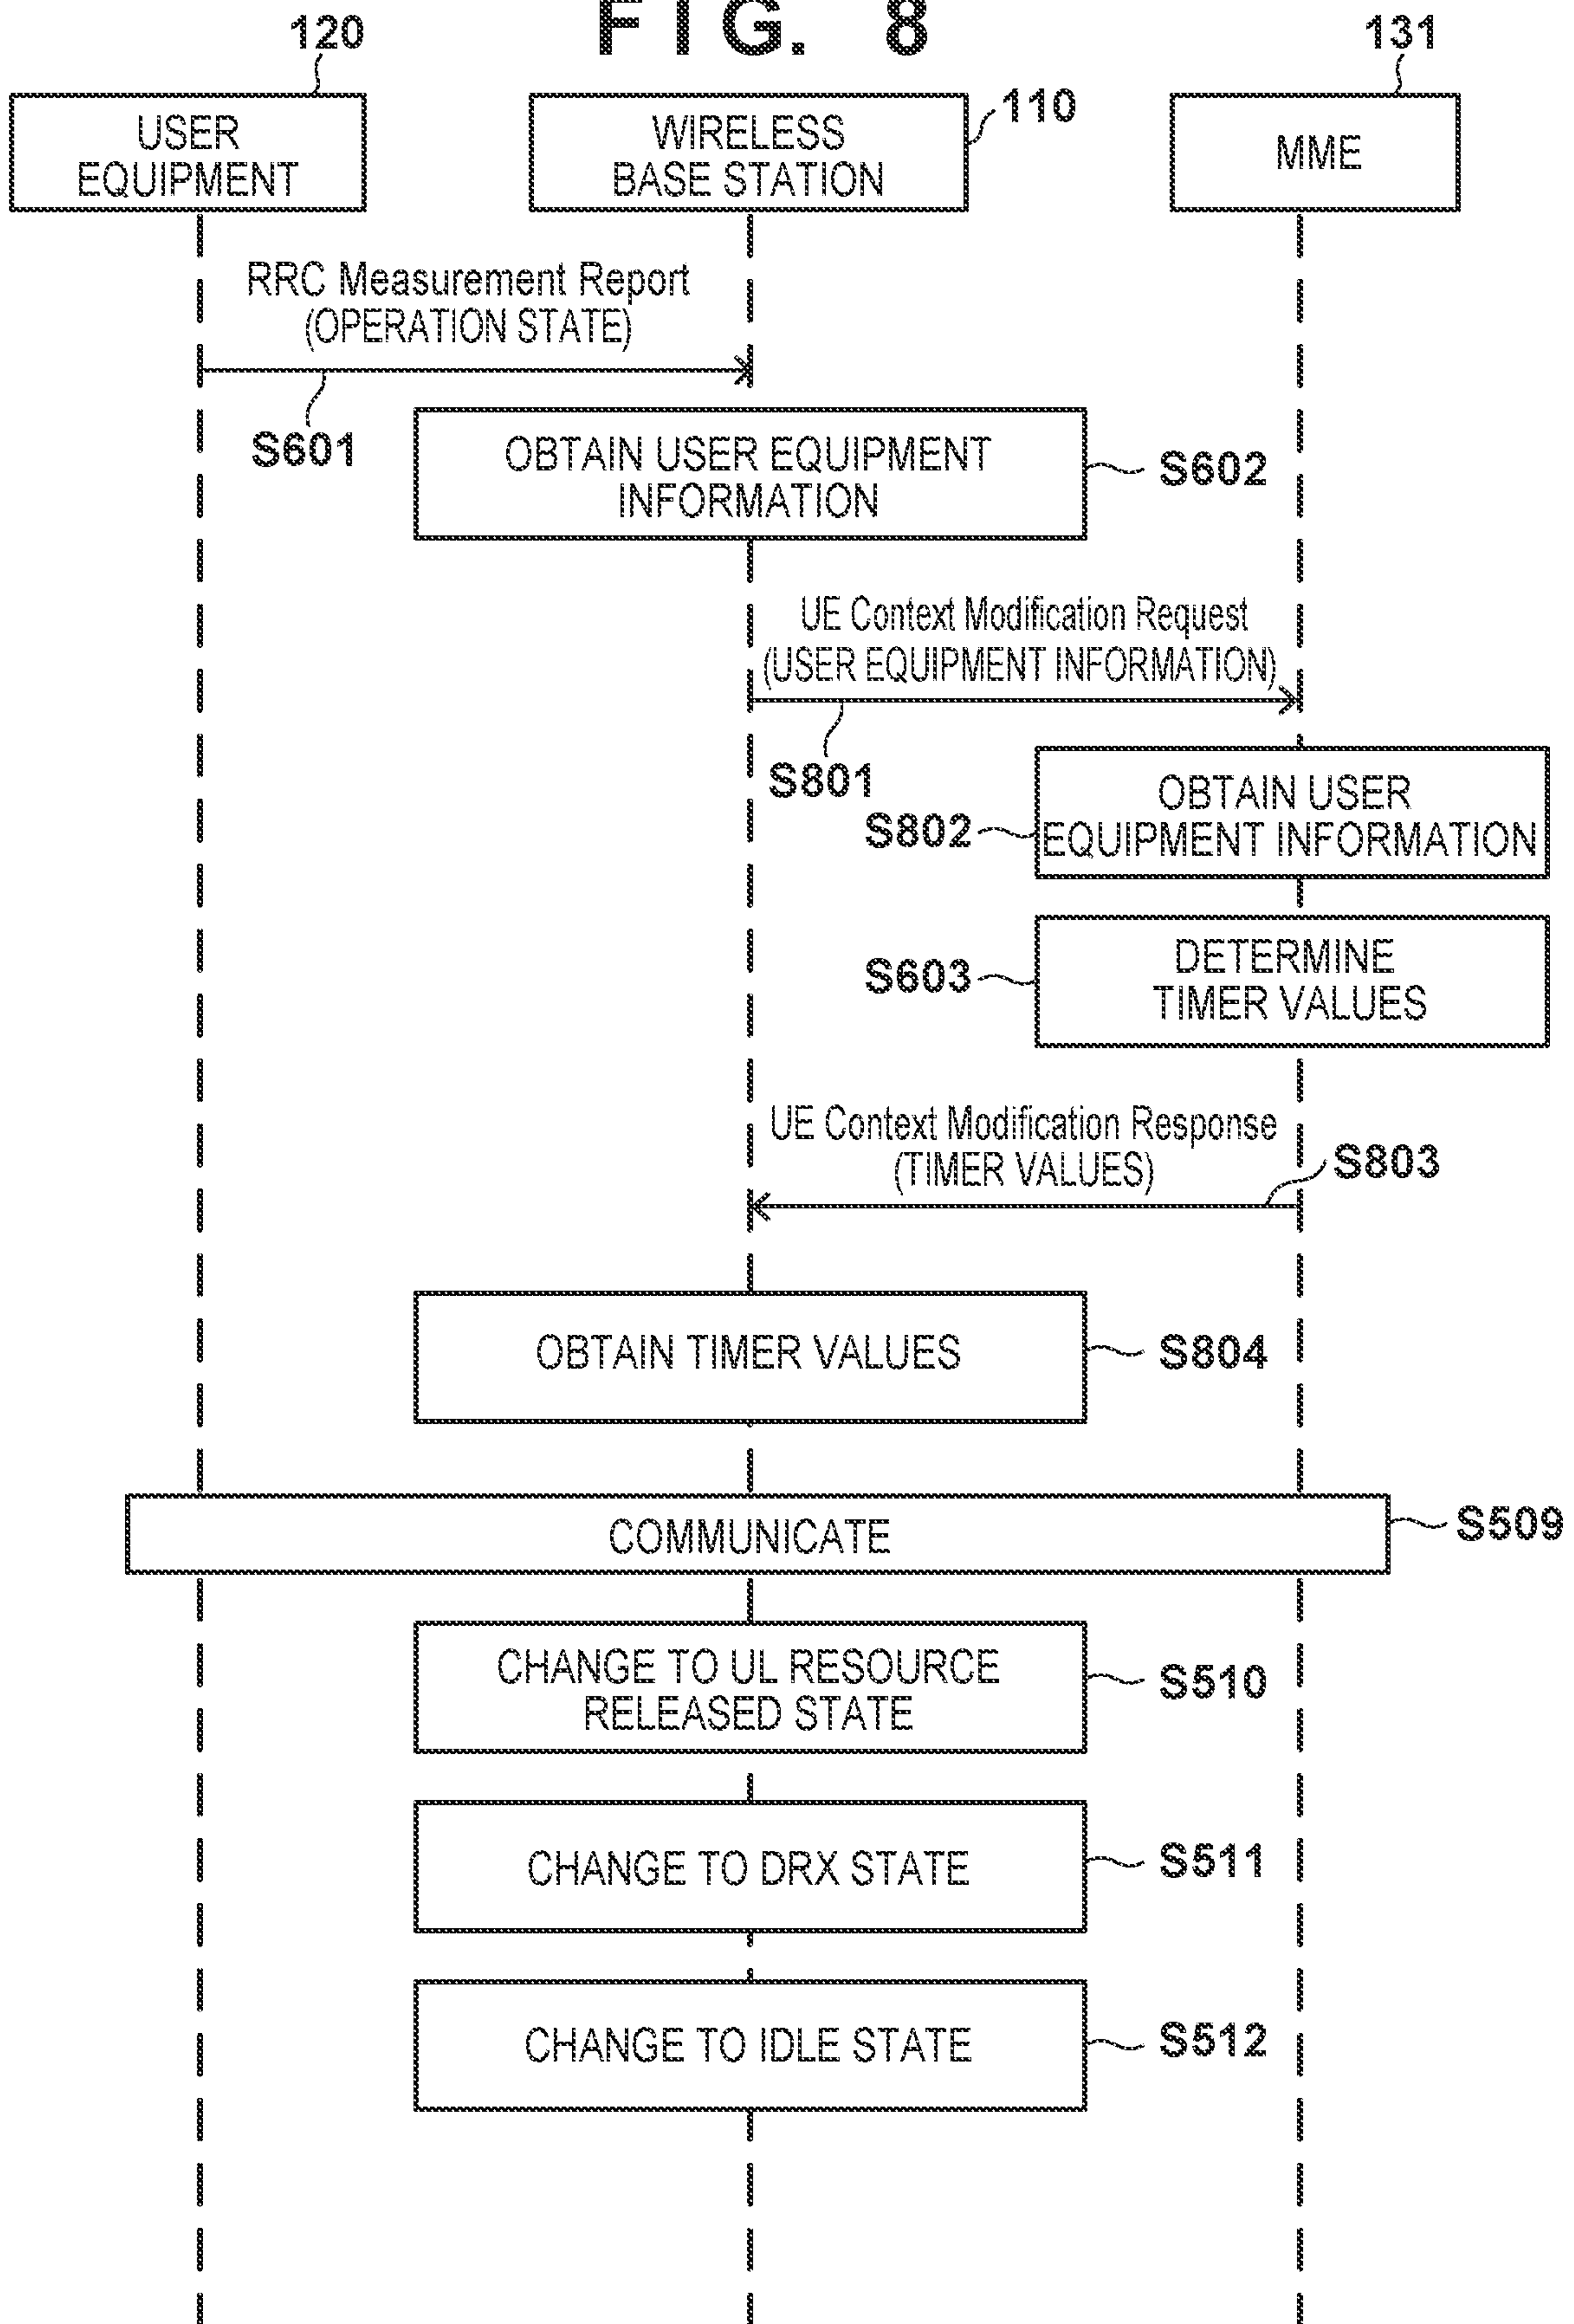 FIG. 8
120
131
110
USER
EQUIPMENT
WIRELESS
BASE STATION
MME
RRC Measurement Report
(OPERATION STATE)
S601
OBTAIN USER EQUIPMENT
INFORMATION
S602
UE Context Modification Request
(USER EQUIPMENT INFORMATION)
S801
OBTAIN USER
EQUIPMENT INFORMATION
S802
DETERMINE
TIMER VALUES
S603
UE Context Modification Response
(TIMER VALUES)
S803
OBTAIN TIMER VALUES
S804
COMMUNICATE
S509
CHANGE TO UL RESOURCE
RELEASED STATE
S510
CHANGE TO DRX STATE
S511
CHANGE TO IDLE STATE
S512